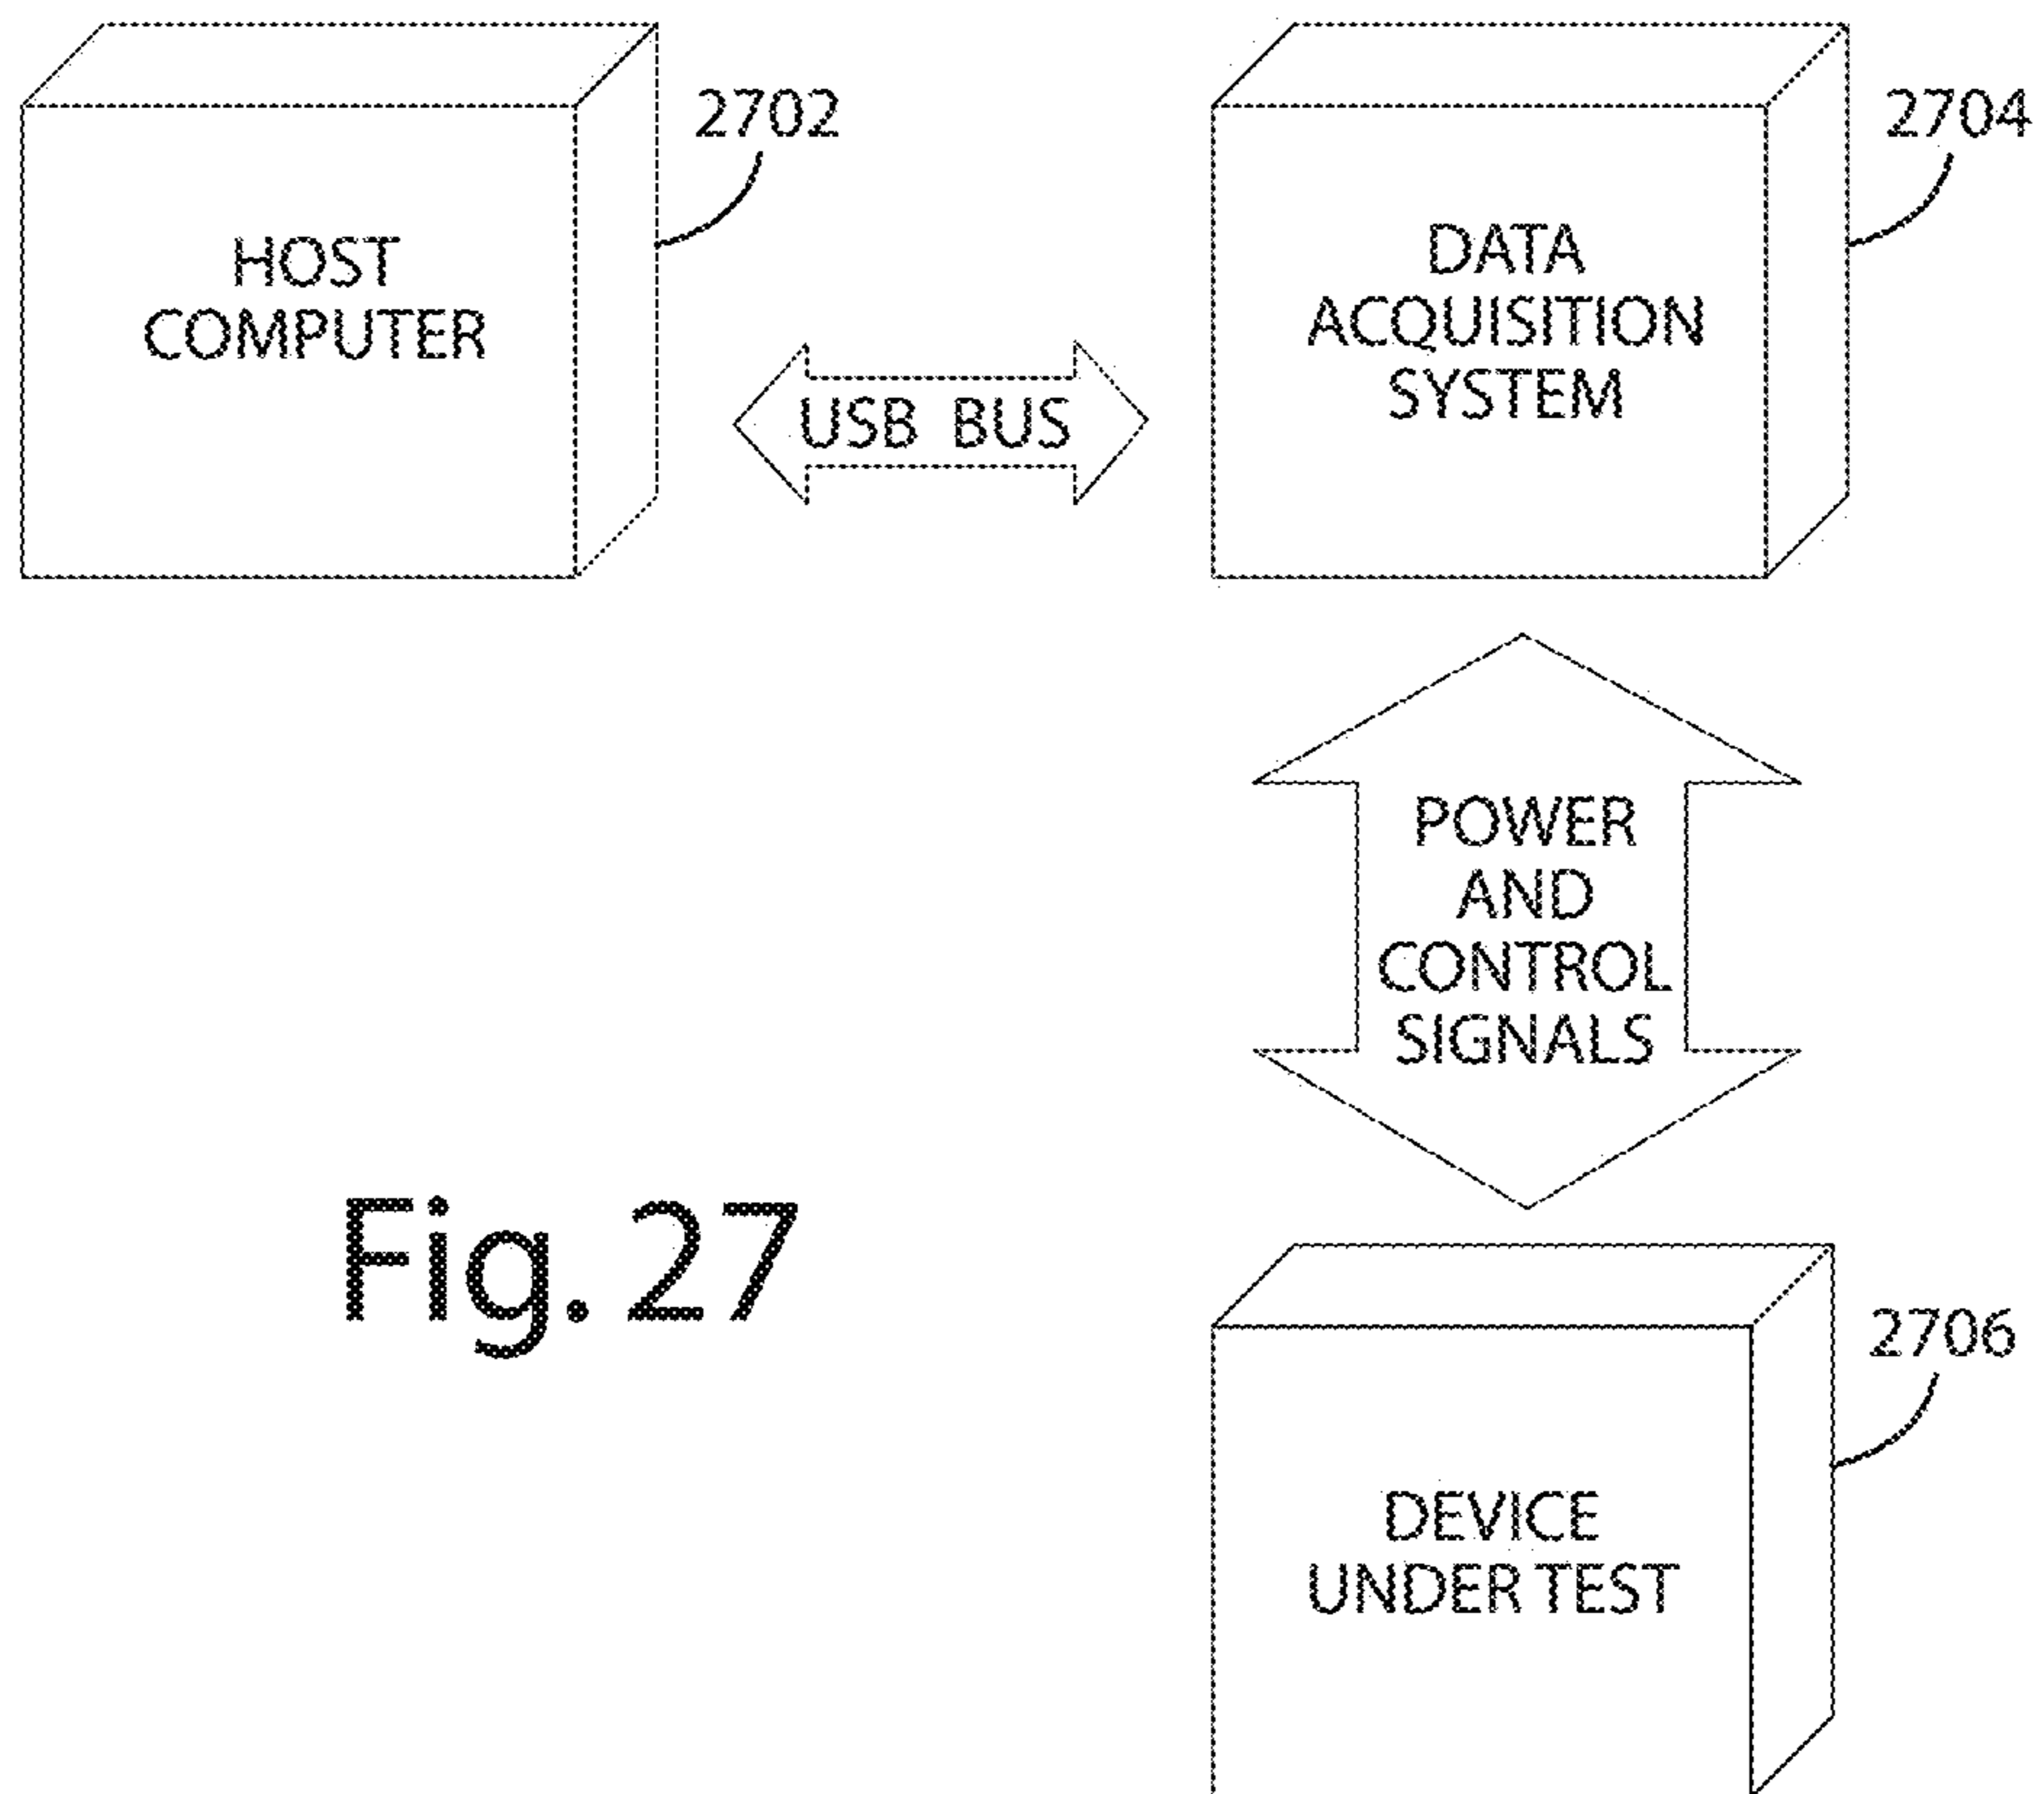 2702
HOST
COMPUTER
USB BUS
2704
DATA
ACQUISITION
SYSTEM
POWER
AND
CONTROL
SIGNALS
Fig. 27
2706
DEVICE
UNDER TEST